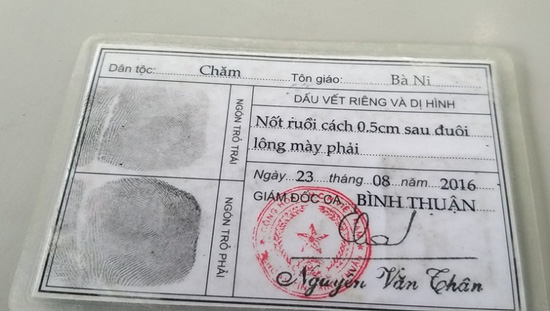 Dân tộc: Chăm Tôn giáo: Bà Ni
NGÓN TRỎ TRÁI
DẤU VẾT RIÊNG VÀ DỊ HÌNH
Nốt ruồi cách 0.5cm sau đuôi
lông mày phải
Ngày 23 tháng 08 năm 2016
NGÓN TRỎ PHẢI
GIÁM ĐỐC CA BÌNH THUẬN
Nguyễn Văn Thân